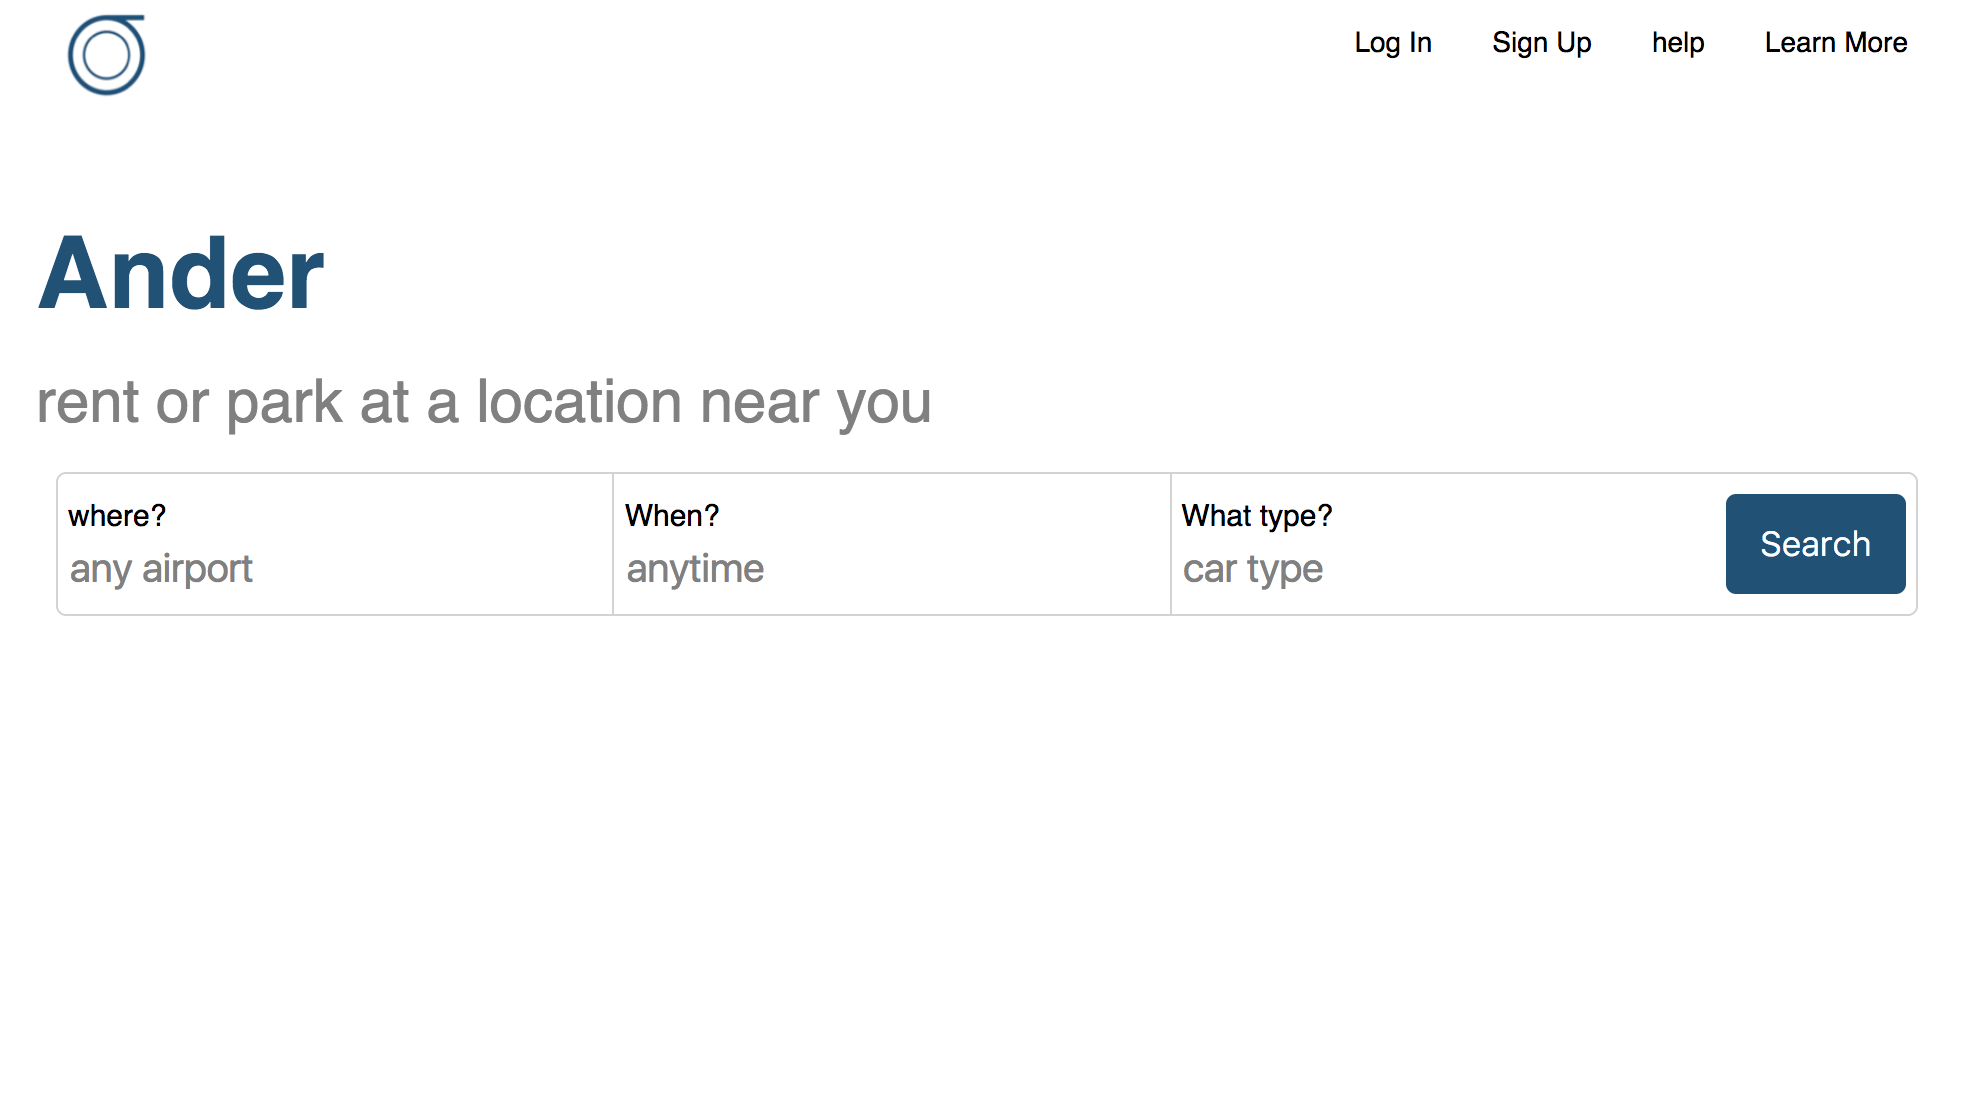 Log In Sign Up help Learn More
Ander
rent or park at a location near you
where? When? What type?
any airport anytime car type
Search